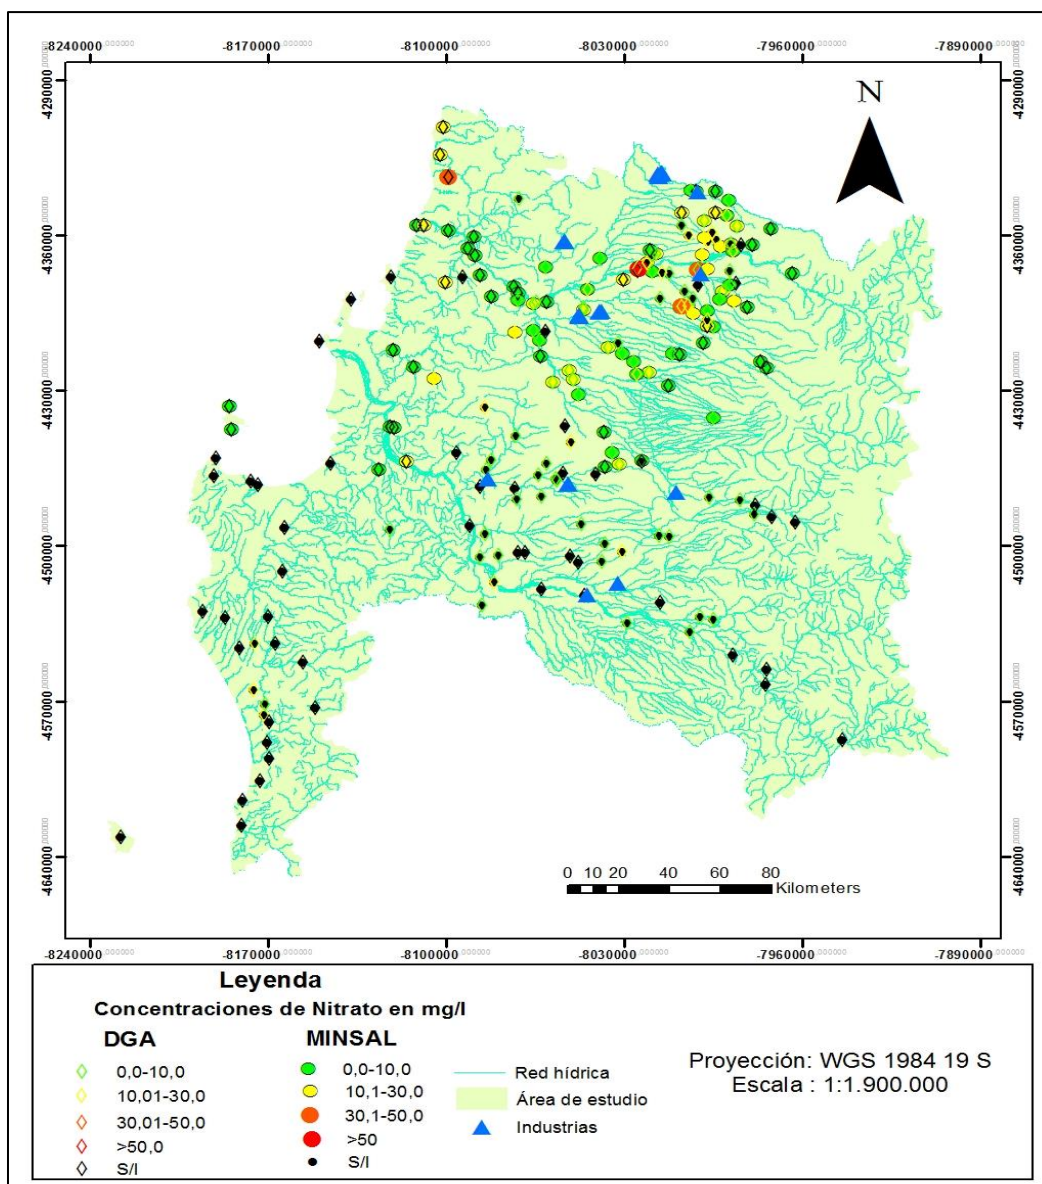 -8240000,000000 -8170000,000000 -8100000,000000 -8030000,000000 -7960000,000000 -7890000,000000
4290000,000000 4290000,000000
4360000,000000 4360000,000000
4430000,000000 4430000,000000
4500000,000000 4500000,000000
4570000,000000 4570000,000000
4640000,000000 4640000,000000
N
0 10 20 40 60 80
Kilometers
-8240000,000000 -8170000,000000 -8100000,000000 -8030000,000000 -7960000,000000 -7890000,000000
Leyenda
Concentraciones de Nitrato en mg/l
DGA
0,0-10,0
10,01-30,0
30,01-50,0
>50,0
S/I
MINSAL
0,0-10,0
10,1-30,0
30,1-50,0
>50
S/I
Red hídrica
Área de estudio
Industrias
Proyección: WGS 1984 19 S
Escala : 1:1.900.000